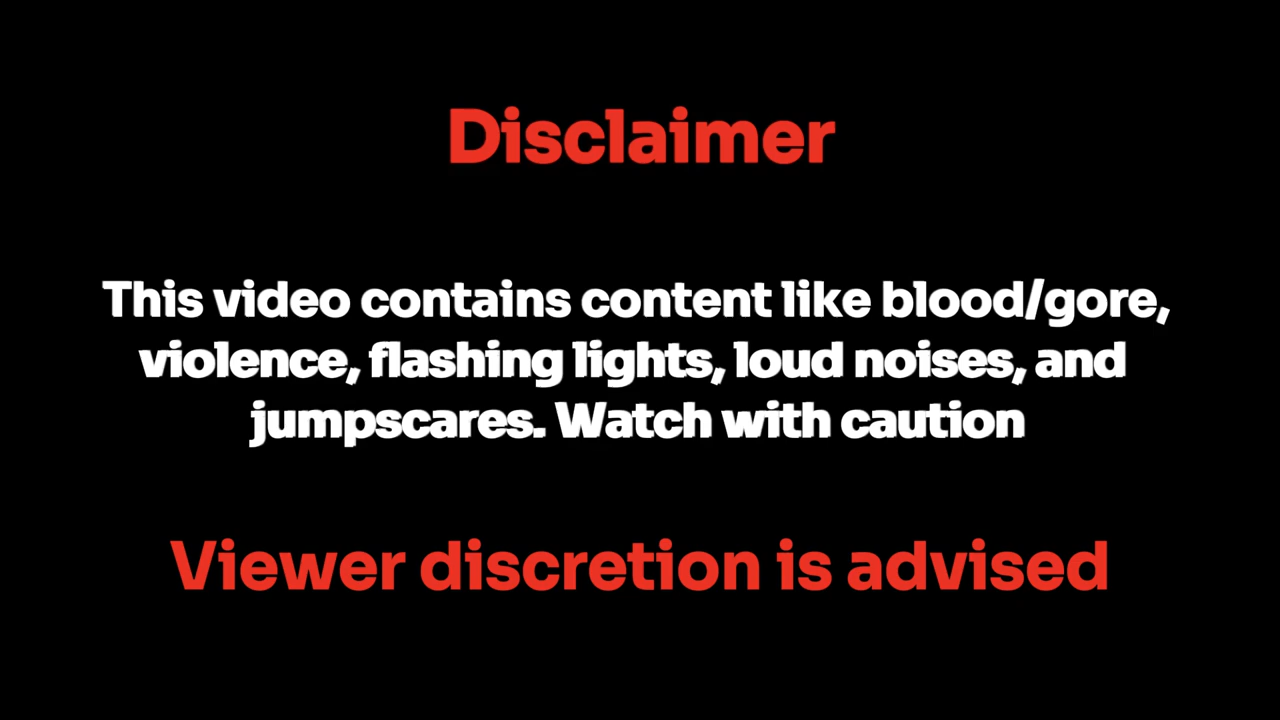 Disclaimer
This video contains content like blood/gore,
violence, flashing lights, loud noises, and
jumpscares. Watch with caution
Viewer discretion is advised